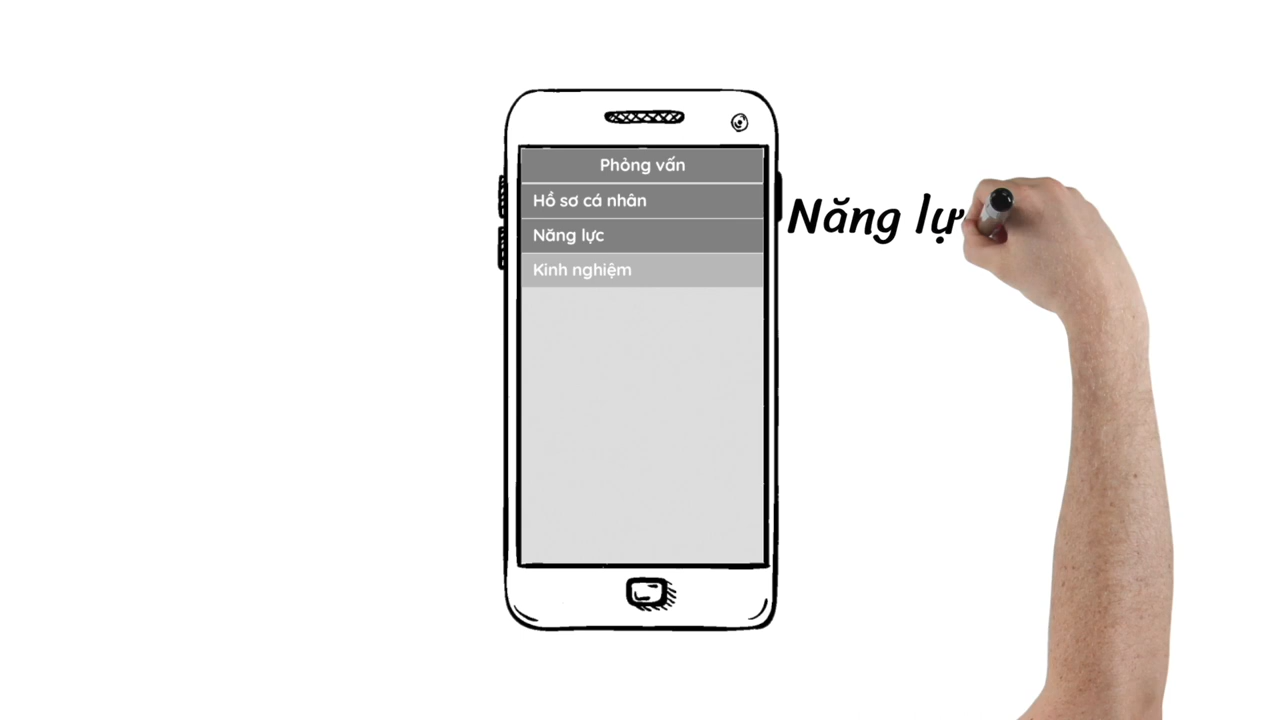 Phỏng vấn
Hồ sơ cá nhân
Năng lực
Kinh nghiệm
Năng lự